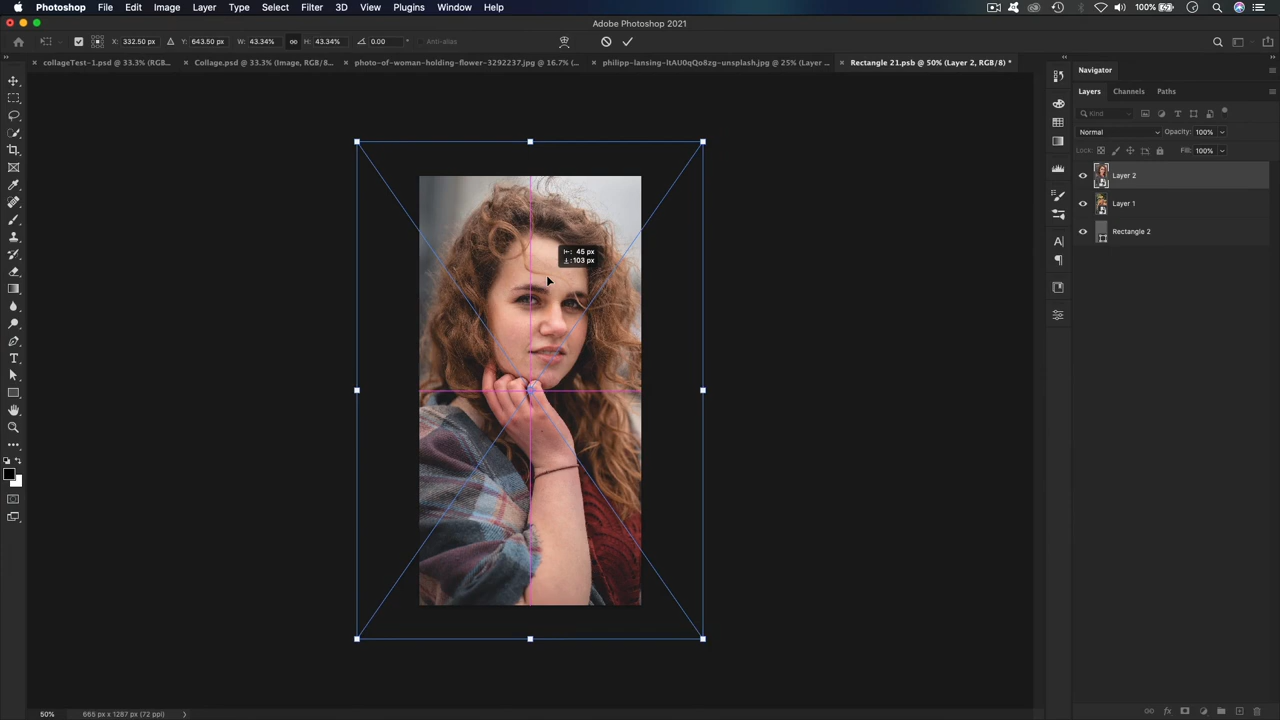 Photoshop File Edit Image Layer Type Select Filter 3D View Plugins Window Help 100%
Adobe Photoshop 2021
X: 332.50 px Y: 643.50 px W: 43.34% H: 43.34% 0.00 ° Anti-alias
collageTest-1.psd @ 33.3% (RGB... Collage.psd @ 33.3% (Image, RGB/8... photo-of-woman-holding-flower-3292237.jpg @ 16.7% (... philipp-lansing-ItAU0qQo8zg-unsplash.jpg @ 25% (Layer ... Rectangle 21.psb @ 50% (Layer 2, RGB/8) *
Navigator
Layers Channels Paths
Kind
Normal Opacity: 100%
Lock: Fill: 100%
Layer 2
Layer 1
Rectangle 2
45 px
103 px
50% 665 px x 1287 px (72 ppi)